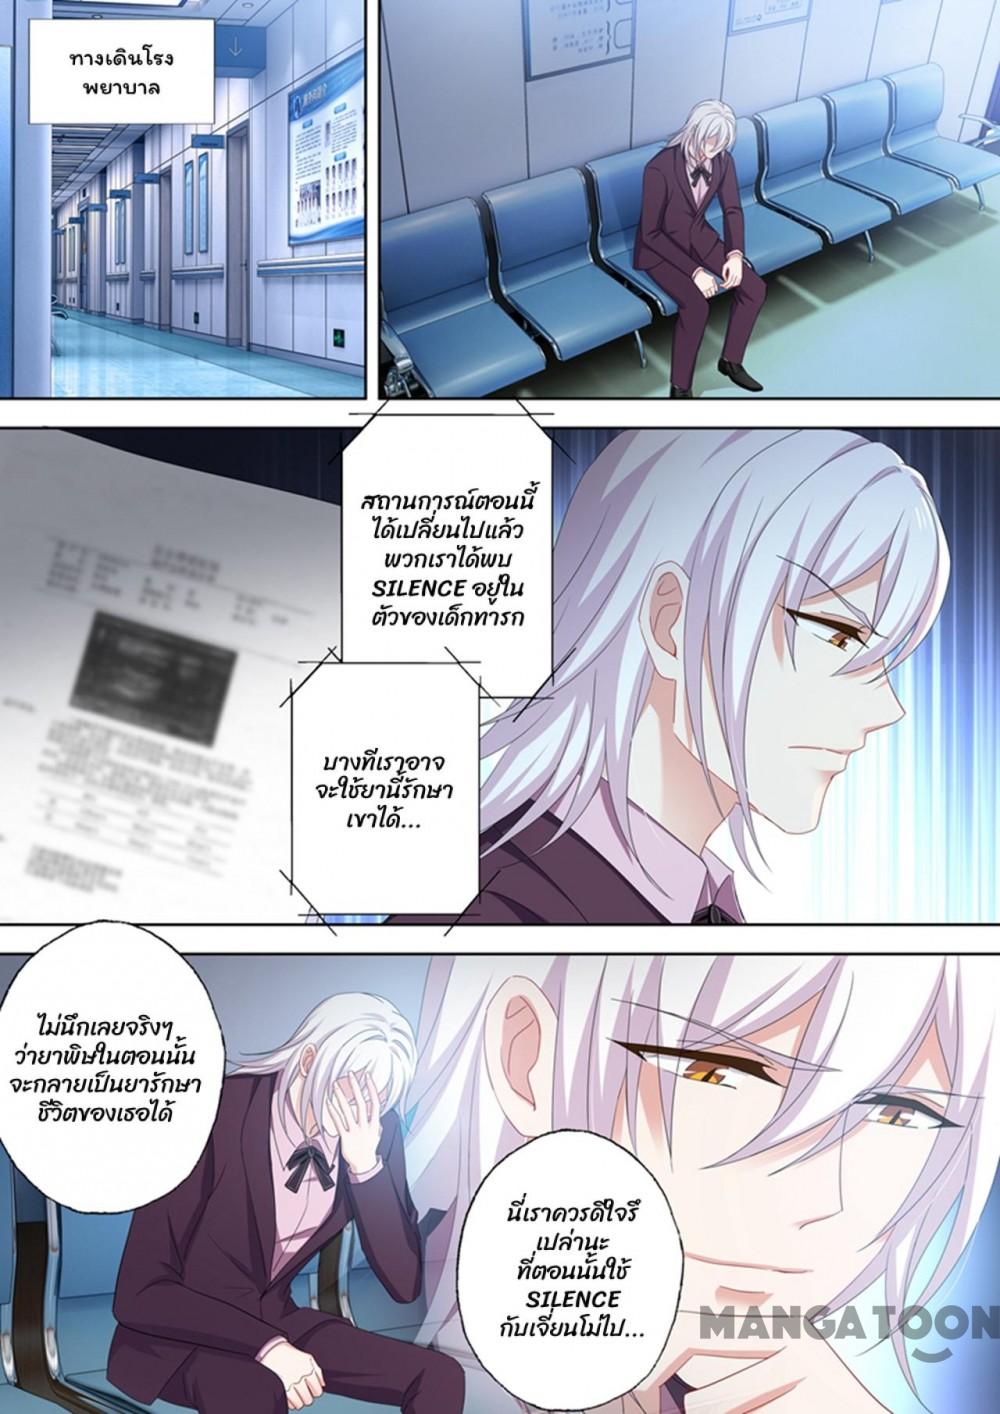 ทางเดินโรง
พยาบาล
สถานการณ์ตอนนี้
ได้เปลี่ยนไปแล้ว
พวกเราได้พบ
SILENCE อยู่ใน
ตัวของเด็กทารก
บางทีเราอาจ
จะใช้ยานี้รักษา
เขาได้...
ไม่นึกเลยจริงๆ
ว่ายาพิษในตอนนั้น
จะกลายเป็นยารักษา
ชีวิตของเธอได้
นี่เราควรดีใจรึ
เปล่านะ
ที่ตอนนั้นใช้
SILENCE
กับเจี่ยนโม่ไป...
MANGATOON